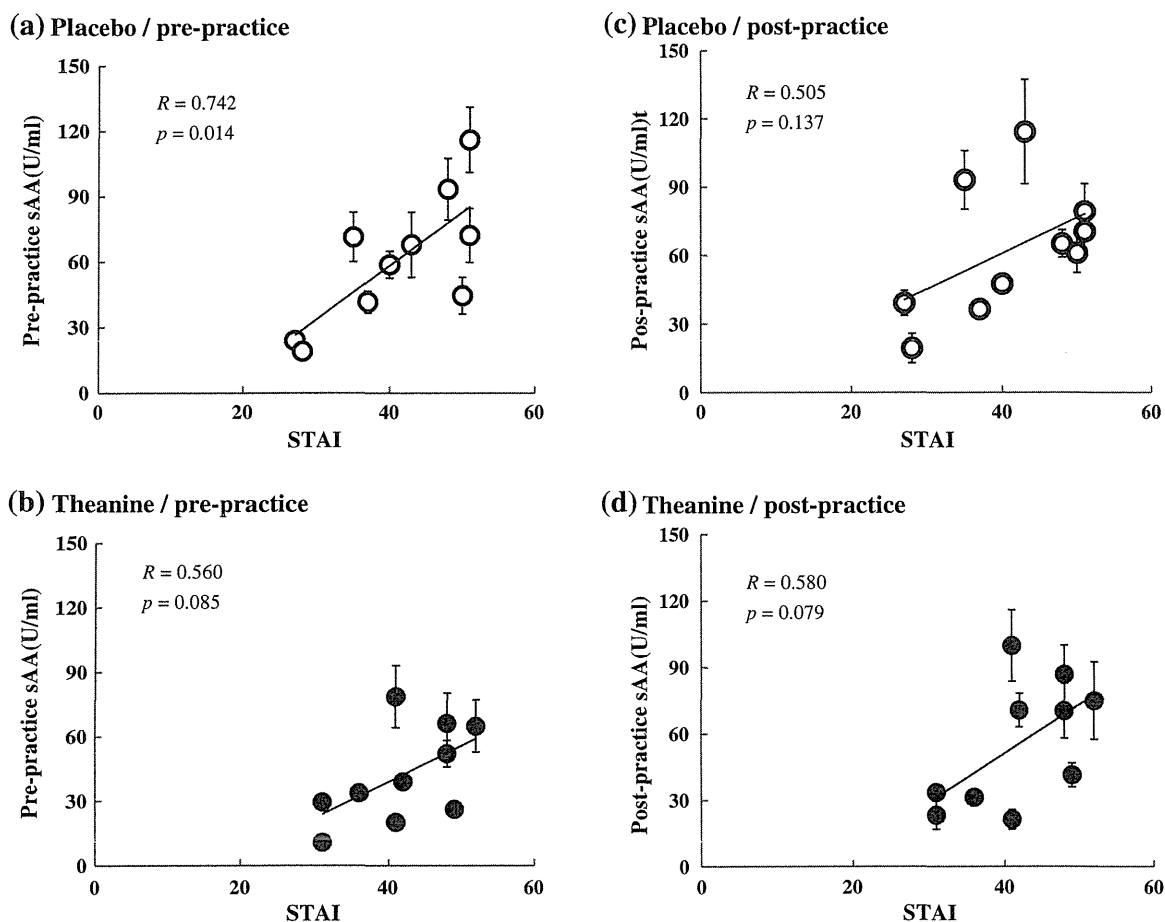 (a) Placebo / pre-practice
150
120
90
60
30
0
Pre-practice sAA(U/ml)
R = 0.742
p = 0.014
0
20
40
60
STAI
(c) Placebo / post-practice
150
120
90
60
30
0
Pos-practice sAA(U/ml)t
R = 0.505
p = 0.137
0
20
40
60
STAI
(b) Theanine / pre-practice
150
120
90
60
30
0
Pre-practice sAA(U/ml)
R = 0.560
p = 0.085
0
20
40
60
STAI
(d) Theanine / post-practice
150
120
90
60
30
0
Post-practice sAA(U/ml)
R = 0.580
p = 0.079
0
20
40
60
STAI